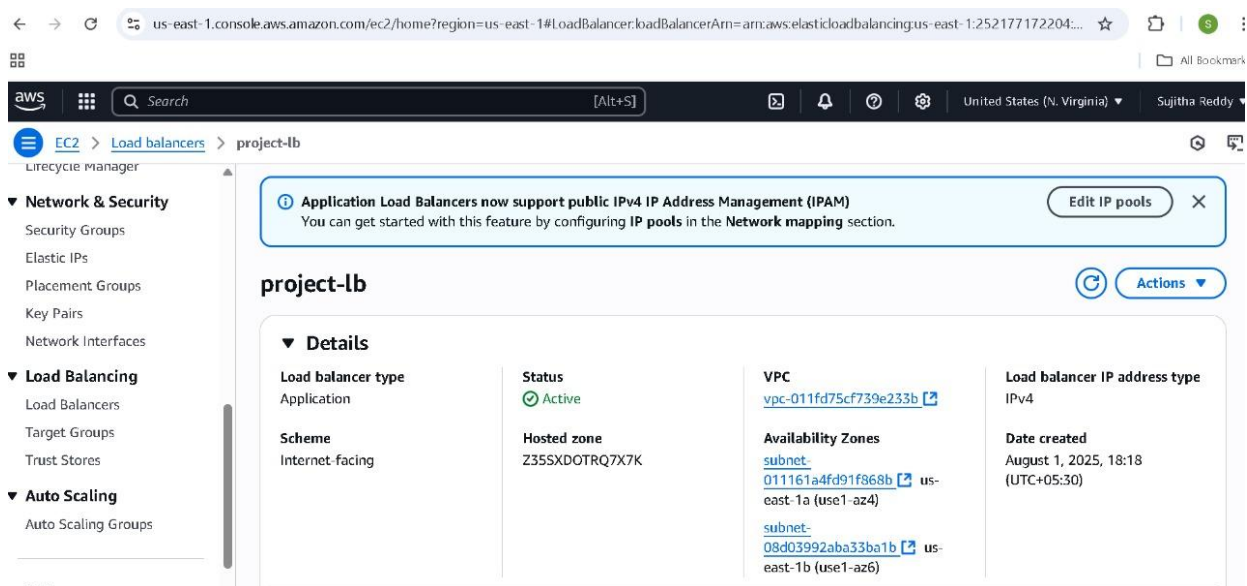 us-east-1.console.aws.amazon.com/ec2/home?region=us-east-1#LoadBalancer:loadBalancerArn=arn:aws:elasticloadbalancing:us-east-1:252177172204:...
S
All Bookmark
aws Search [Alt+S] United States (N. Virginia) ▼ Sujitha Reddy ▼
EC2 > Load balancers > project-lb
Lifecycle Manager
▼ Network & Security
Security Groups
Elastic IPs
Placement Groups
Key Pairs
Network Interfaces
▼ Load Balancing
Load Balancers
Target Groups
Trust Stores
▼ Auto Scaling
Auto Scaling Groups
Application Load Balancers now support public IPv4 IP Address Management (IPAM)
You can get started with this feature by configuring IP pools in the Network mapping section.
Edit IP pools
project-lb
Actions ▼
▼ Details
Load balancer type
Application
Status
Active
VPC
vpc-011fd75cf739e233b
Load balancer IP address type
IPv4
Scheme
Internet-facing
Hosted zone
Z35SXDOTRQ7X7K
Availability Zones
subnet-
011161a4fd91f868b us-
east-1a (use1-az4)
subnet-
08d03992aba33ba1b us-
east-1b (use1-az6)
Date created
August 1, 2025, 18:18
(UTC+05:30)